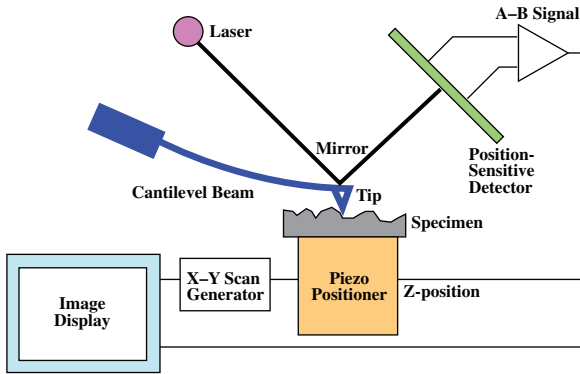 A–B Signal
Laser
Mirror
Position-
Sensitive
Detector
Cantilevel Beam
Tip
Specimen
X–Y Scan
Generator
Piezo
Positioner
Z-position
Image
Display